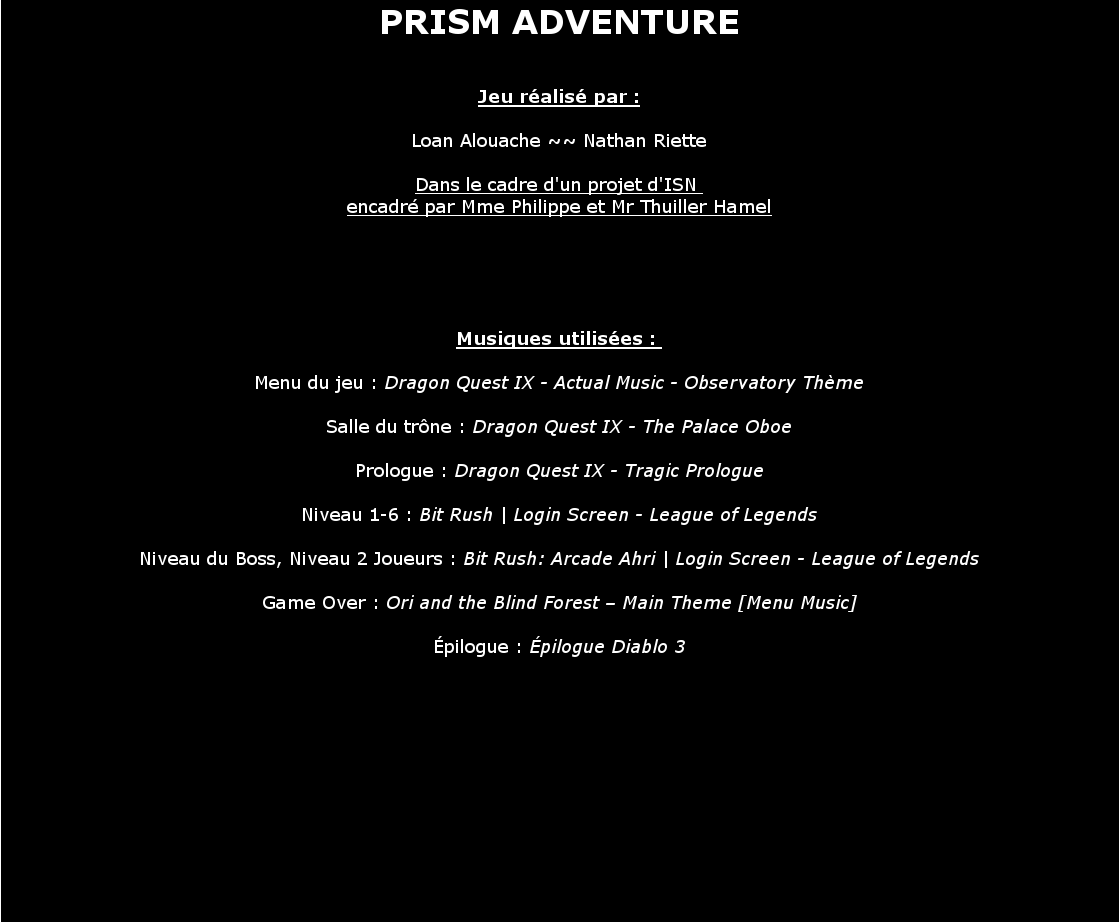 PRISM ADVENTURE
Jeu réalisé par :
Loan Alouache ~~ Nathan Riette
Dans le cadre d'un projet d'ISN
encadré par Mme Philippe et Mr Thuiller Hamel
Musiques utilisées :
Menu du jeu : Dragon Quest IX - Actual Music - Observatory Thème
Salle du trône : Dragon Quest IX - The Palace Oboe
Prologue : Dragon Quest IX - Tragic Prologue
Niveau 1-6 : Bit Rush | Login Screen - League of Legends
Niveau du Boss, Niveau 2 Joueurs : Bit Rush: Arcade Ahri | Login Screen - League of Legends
Game Over : Ori and the Blind Forest – Main Theme [Menu Music]
Épilogue : Épilogue Diablo 3